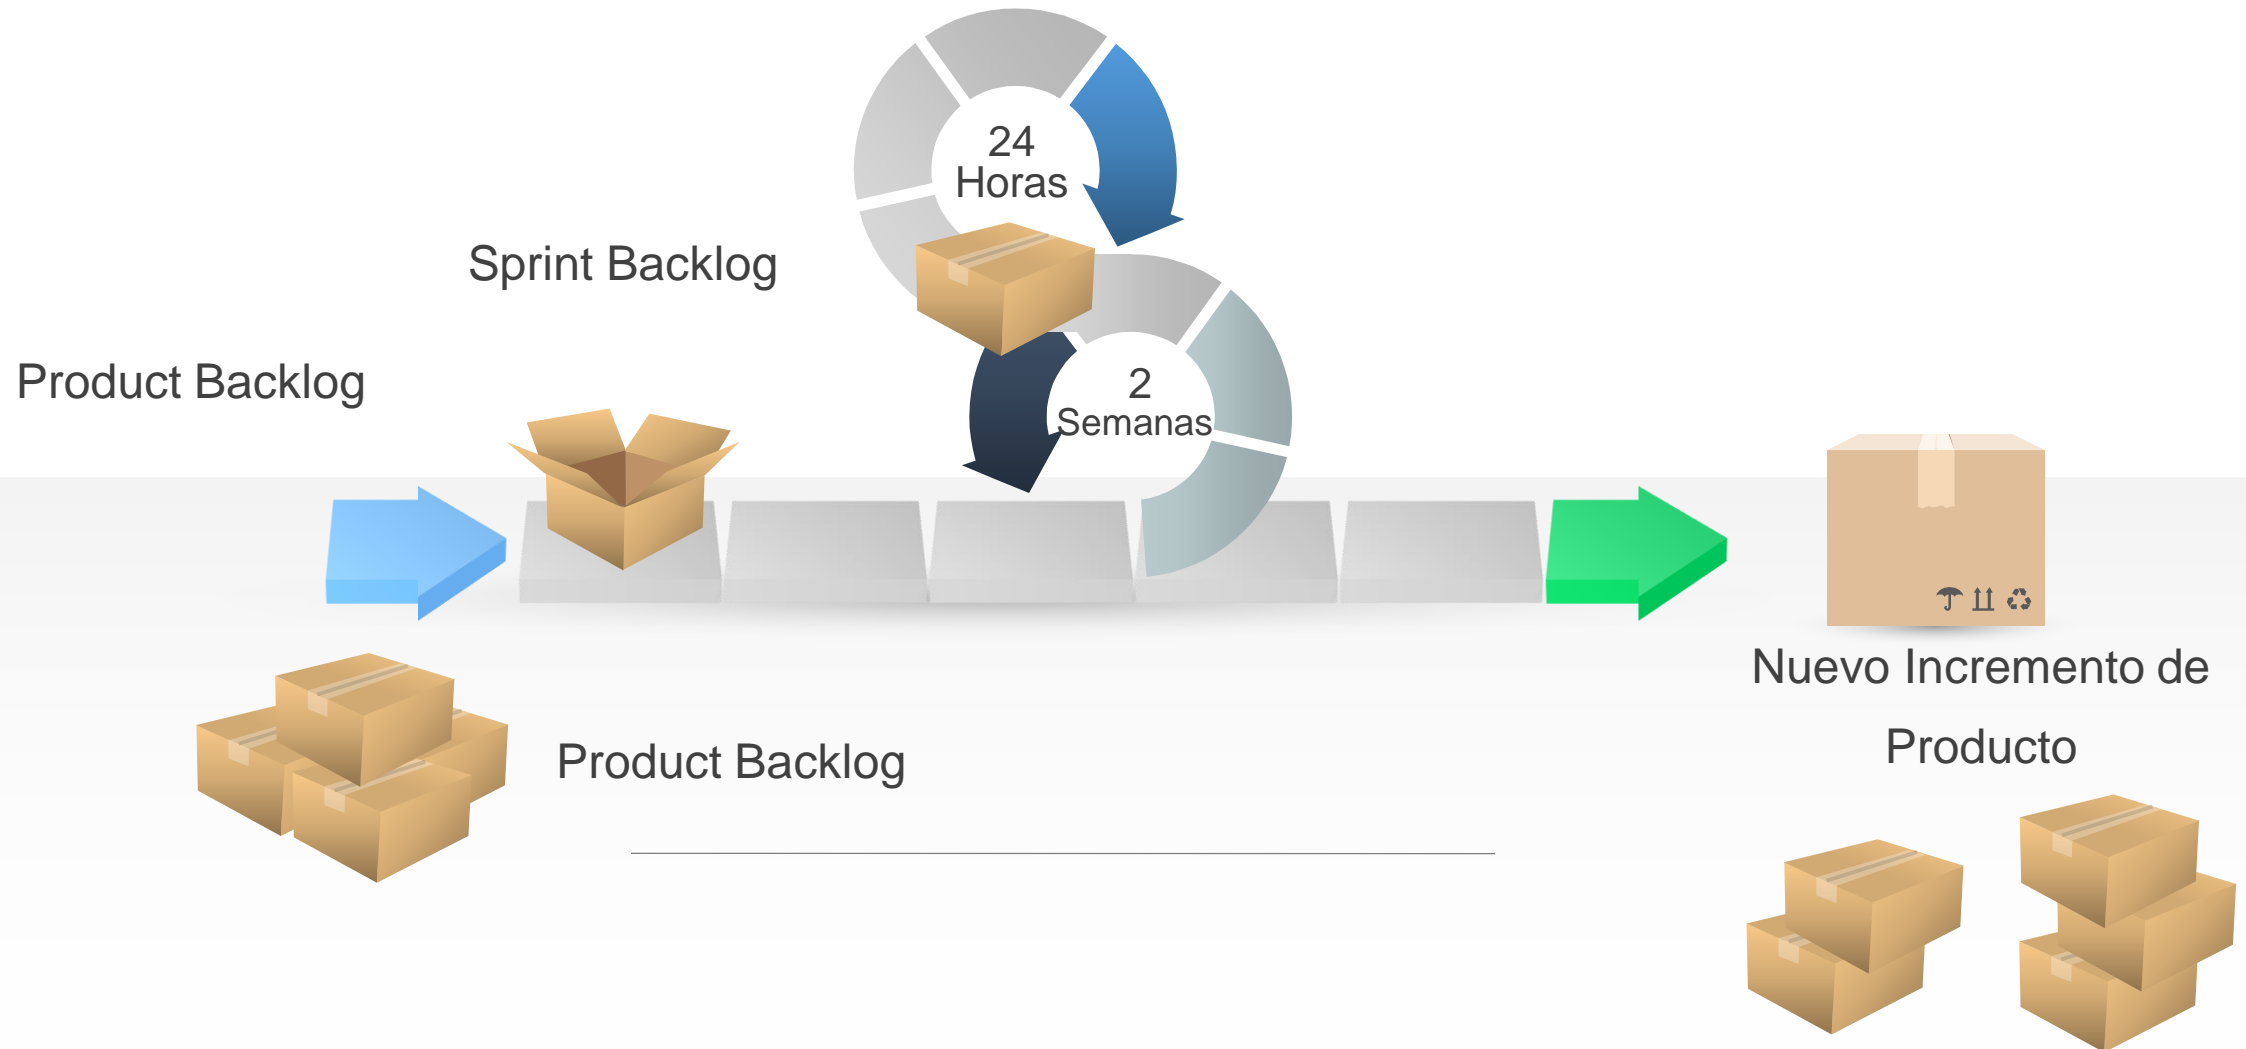 24
Horas
Sprint Backlog
Product Backlog
2
Semanas
Nuevo Incremento de
Producto
Product Backlog